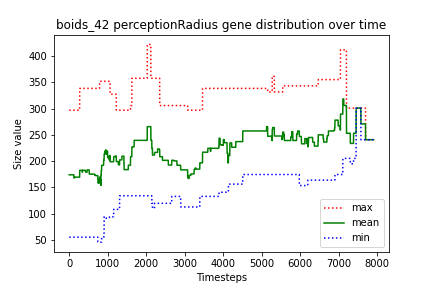 boids_42 perceptionRadius gene distribution over time
Size value
400
350
300
250
200
150
100
50
0
1000
2000
3000
4000
5000
6000
7000
8000
Timesteps
max
mean
min